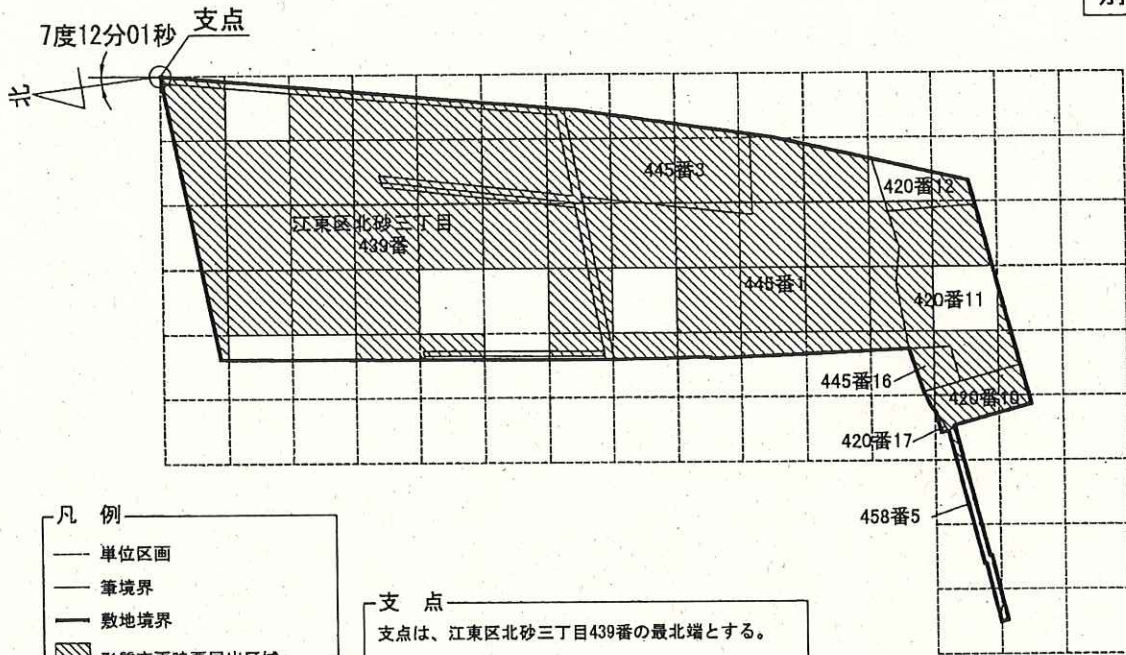 7度12分01秒
支点
北
445番3
420番12
江東区北砂三丁目
439番
445番1
420番11
445番16
420番10
420番17
458番5
凡 例
単位区画
筆境界
敷地境界
支 点
支点は、江東区北砂三丁目439番の最北端とする。